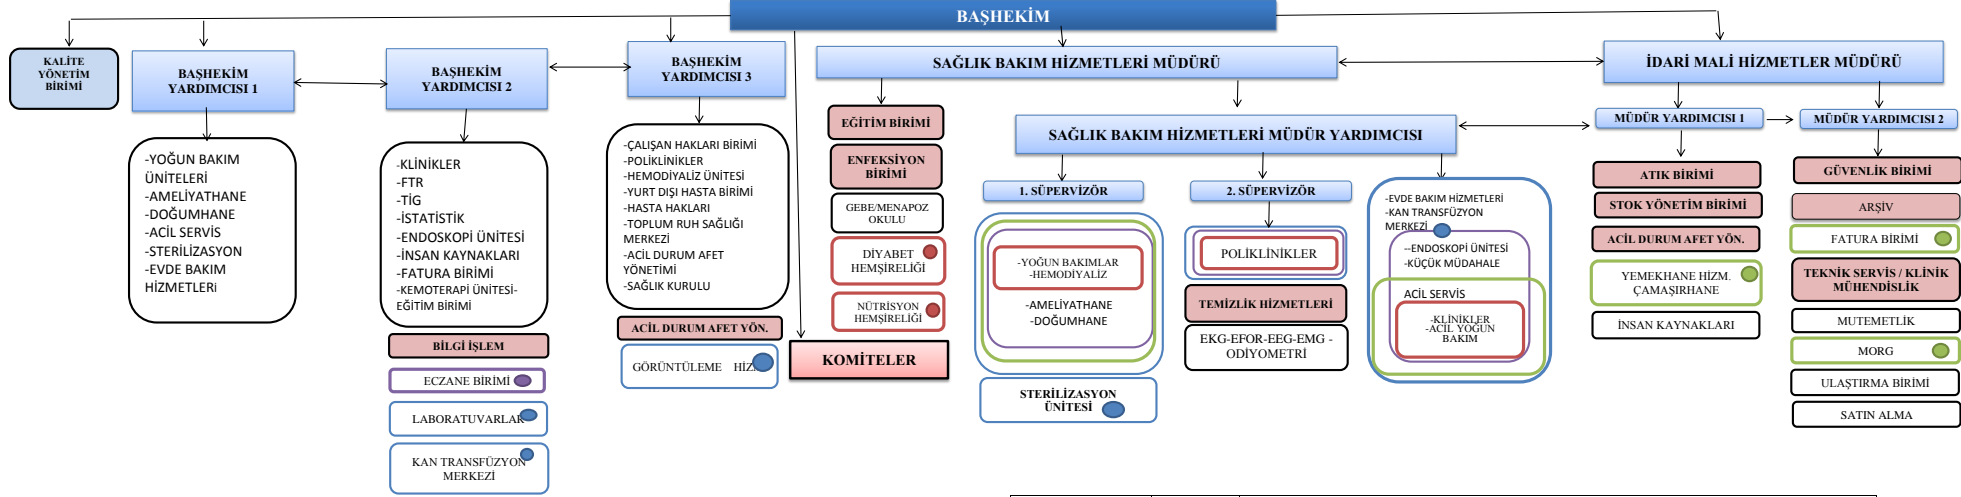 BAŞHEKİM
KALİTE
YÖNETİM
BİRİMİ
BAŞHEKİM
YARDIMCISI 1
BAŞHEKİM
YARDIMCISI 2
BAŞHEKİM
YARDIMCISI 3
SAĞLIK BAKIM HİZMETLERİ MÜDÜRÜ
İDARİ MALİ HİZMETLER MÜDÜRÜ
-YOĞUN BAKIM
ÜNİTELERİ
-AMELİYATHANE
-DOĞUMHANE
-ACİL SERVİS
-STERİLİZASYON
-EVDE BAKIM
HİZMETLERi
-KLİNİKLER
-FTR
-TİG
-İSTATİSTİK
-ENDOSKOPİ ÜNİTESİ
-İNSAN KAYNAKLARI
-FATURA BİRİMİ
-KEMOTERAPİ ÜNİTESİ-
EĞİTİM BİRİMİ
BİLGİ İŞLEM
ECZANE BİRİMİ
LABORATUVARLAR
KAN TRANSFÜZYON
MERKEZİ
-ÇALIŞAN HAKLARI BİRİMİ
-POLİKLİNİKLER
-HEMODİYALİZ ÜNİTESİ
-YURT DIŞI HASTA BİRİMİ
-HASTA HAKLARI
-TOPLUM RUH SAĞLIĞI
MERKEZİ
-ACİL DURUM AFET
YÖNETİMİ
-SAĞLIK KURULU
ACİL DURUM AFET YÖN.
GÖRÜNTÜLEME HİZ.
KOMİTELER
EĞİTİM BİRİMİ
ENFEKSİYON
BİRİMİ
GEBE/MENAPOZ
OKULU
DİYABET
HEMŞİRELİĞİ
NÜTRİSYON
HEMŞİRELİĞİ
SAĞLIK BAKIM HİZMETLERİ MÜDÜR YARDIMCISI
1. SÜPERVİZÖR
-YOĞUN BAKIMLAR
-HEMODİYALİZ
-AMELİYATHANE
-DOĞUMHANE
STERİLİZASYON
ÜNİTESİ
2. SÜPERVİZÖR
POLİKLİNİKLER
TEMİZLİK HİZMETLERİ
EKG-EFOR-EEG-EMG -
ODİYOMETRİ
-EVDE BAKIM HİZMETLERİ
-KAN TRANSFÜZYON
MERKEZİ
--ENDOSKOPİ ÜNİTESİ
-KÜÇÜK MÜDAHALE
ACİL SERVİS
-KLİNİKLER
-ACIL YOĞUN
BAKIM
MÜDÜR YARDIMCISI 1
ATIK BİRİMİ
STOK YÖNETİM BİRİMİ
ACİL DURUM AFET YÖN.
YEMEKHANE HİZM.
ÇAMAŞIRHANE
İNSAN KAYNAKLARI
MÜDÜR YARDIMCISI 2
GÜVENLİK BİRİMİ
ARŞİV
FATURA BİRİMİ
TEKNİK SERVİS / KLİNİK
MÜHENDİSLİK
MUTEMETLİK
MORG
ULAŞTIRMA BİRİMİ
SATIN ALMA